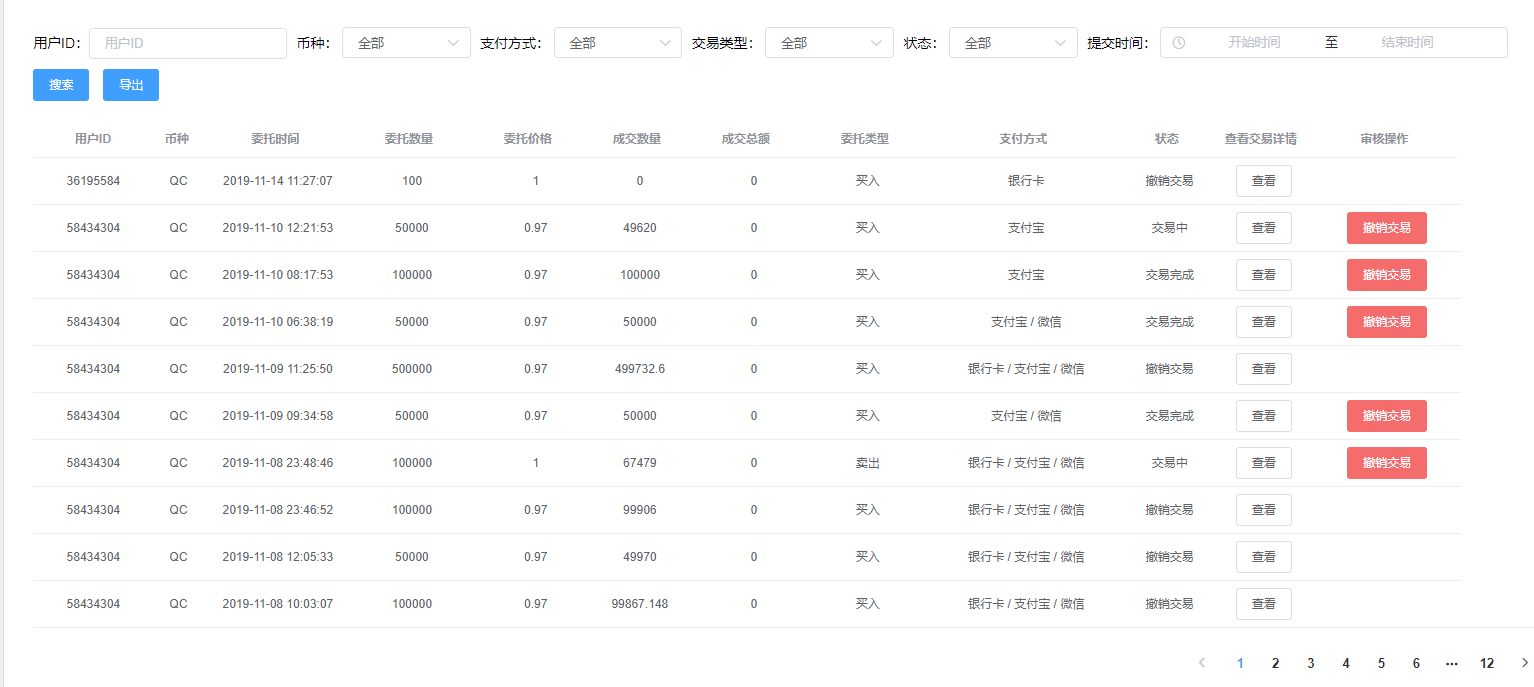 用户ID: 用户ID 币种: 全部 支付方式: 全部 交易类型: 全部 状态: 全部 提交时间: 开始时间 至 结束时间
搜索 导出
用户ID 币种 委托时间 委托数量 委托价格 成交数量 成交总额 委托类型 支付方式 状态 查看交易详情 审核操作
36195584 QC 2019-11-14 11:27:07 100 1 0 0 买入 银行卡 撤销交易 查看
58434304 QC 2019-11-10 12:21:53 50000 0.97 49620 0 买入 支付宝 交易中 查看 撤销交易
58434304 QC 2019-11-10 08:17:53 100000 0.97 100000 0 买入 支付宝 交易完成 查看 撤销交易
58434304 QC 2019-11-10 06:38:19 50000 0.97 50000 0 买入 支付宝 / 微信 交易完成 查看 撤销交易
58434304 QC 2019-11-09 11:25:50 500000 0.97 499732.6 0 买入 银行卡 / 支付宝 / 微信 撤销交易 查看
58434304 QC 2019-11-09 09:34:58 50000 0.97 50000 0 买入 支付宝 / 微信 交易完成 查看 撤销交易
58434304 QC 2019-11-08 23:48:46 100000 1 67479 0 卖出 银行卡 / 支付宝 / 微信 交易中 查看 撤销交易
58434304 QC 2019-11-08 23:46:52 100000 0.97 99906 0 买入 银行卡 / 支付宝 / 微信 撤销交易 查看
58434304 QC 2019-11-08 12:05:33 50000 0.97 49970 0 买入 银行卡 / 支付宝 / 微信 撤销交易 查看
58434304 QC 2019-11-08 10:03:07 100000 0.97 99867.148 0 买入 银行卡 / 支付宝 / 微信 撤销交易 查看
1 2 3 4 5 6 ··· 12